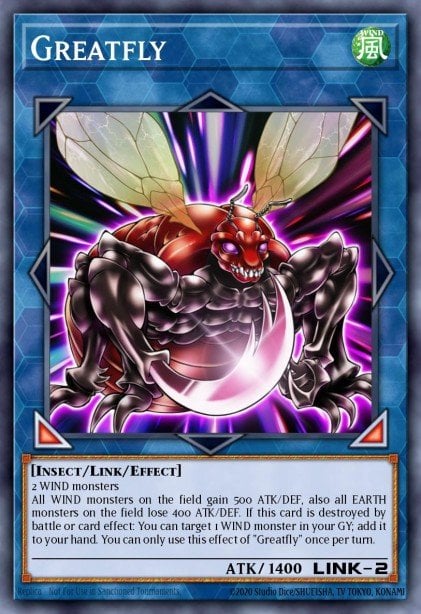 GREATFLY
WIND
風
[INSECT/LINK/EFFECT]
2 WIND monsters
All WIND monsters on the field gain 500 ATK/DEF, also all EARTH
monsters on the field lose 400 ATK/DEF. If this card is destroyed by
battle or card effect: You can target 1 WIND monster in your GY; add it
to your hand. You can only use this effect of "Greatfly" once per turn.
ATK/1400 LINK-2
Replica - Not For Use in Sanctioned Tournaments
©2020 Studio Dice/SHUEISHA, TV TOKYO, KONAMI